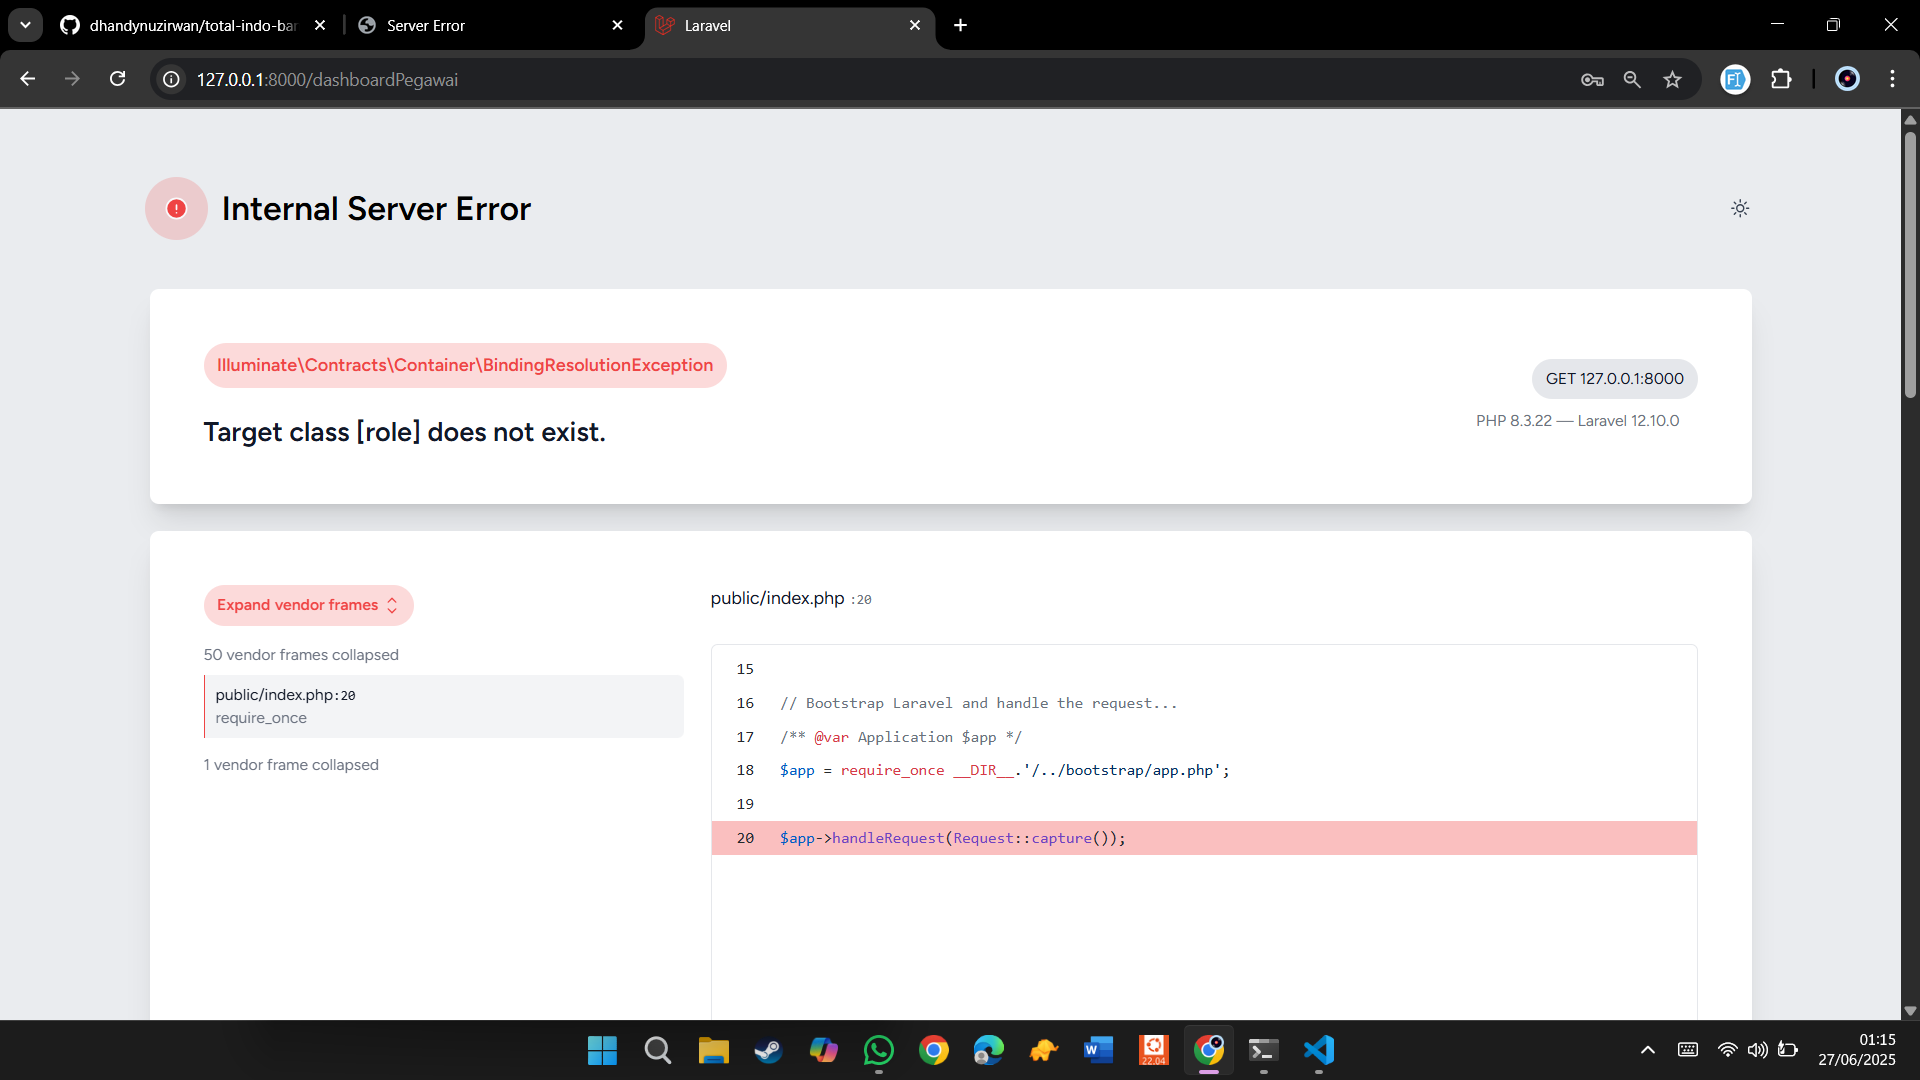 dhandynuzirwan/total-indo-bar
Server Error
Laravel
127.0.0.1:8000/dashboardPegawai
Internal Server Error
Illuminate\Contracts\Container\BindingResolutionException
GET 127.0.0.1:8000
Target class [role] does not exist.
PHP 8.3.22 — Laravel 12.10.0
Expand vendor frames
50 vendor frames collapsed
public/index.php:20
require_once
1 vendor frame collapsed
public/index.php :20
15
16 // Bootstrap Laravel and handle the request...
17 /** @var Application $app */
18 $app = require_once __DIR__.'/../bootstrap/app.php';
19
20 $app->handleRequest(Request::capture());
22.04
01:15
27/06/2025